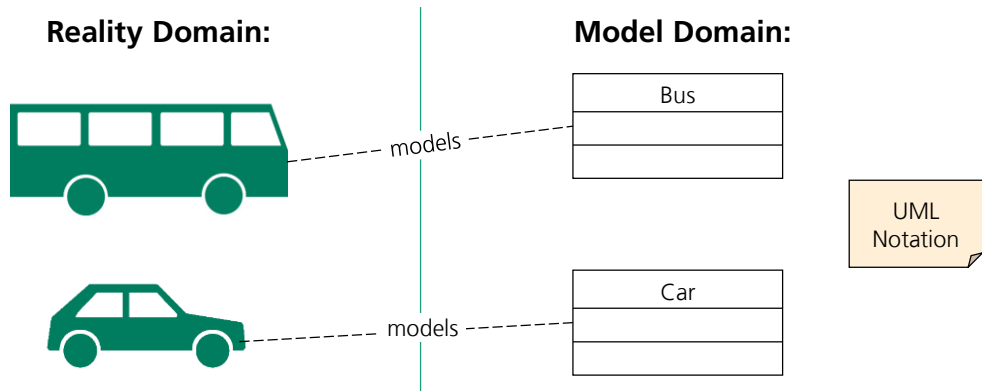 Reality Domain:
Model Domain:
Bus
models
UML
Notation
Car
models